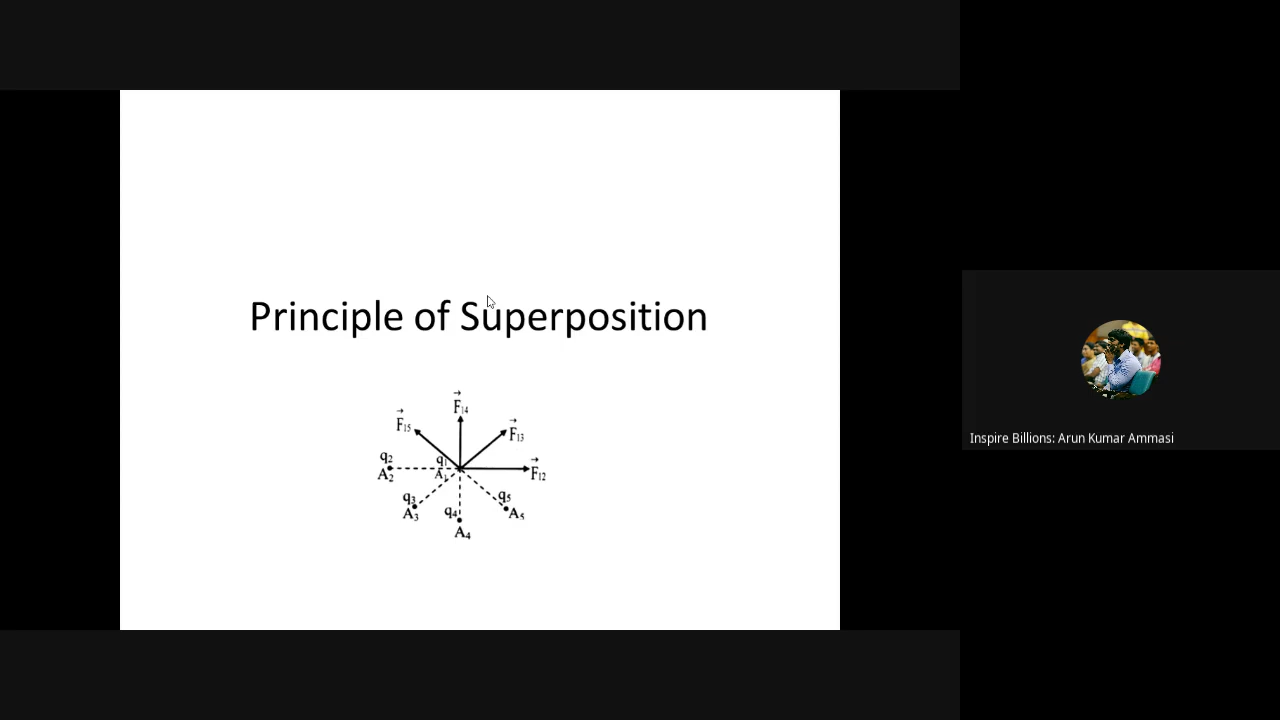 Principle of Superposition
F₁₄
F₁₅
F₁₃
q₂
q₁
A₂
A₁
F₁₂
q₃
q₅
A₃
q₄
A₅
A₄
Inspire Billions: Arun Kumar Ammasi